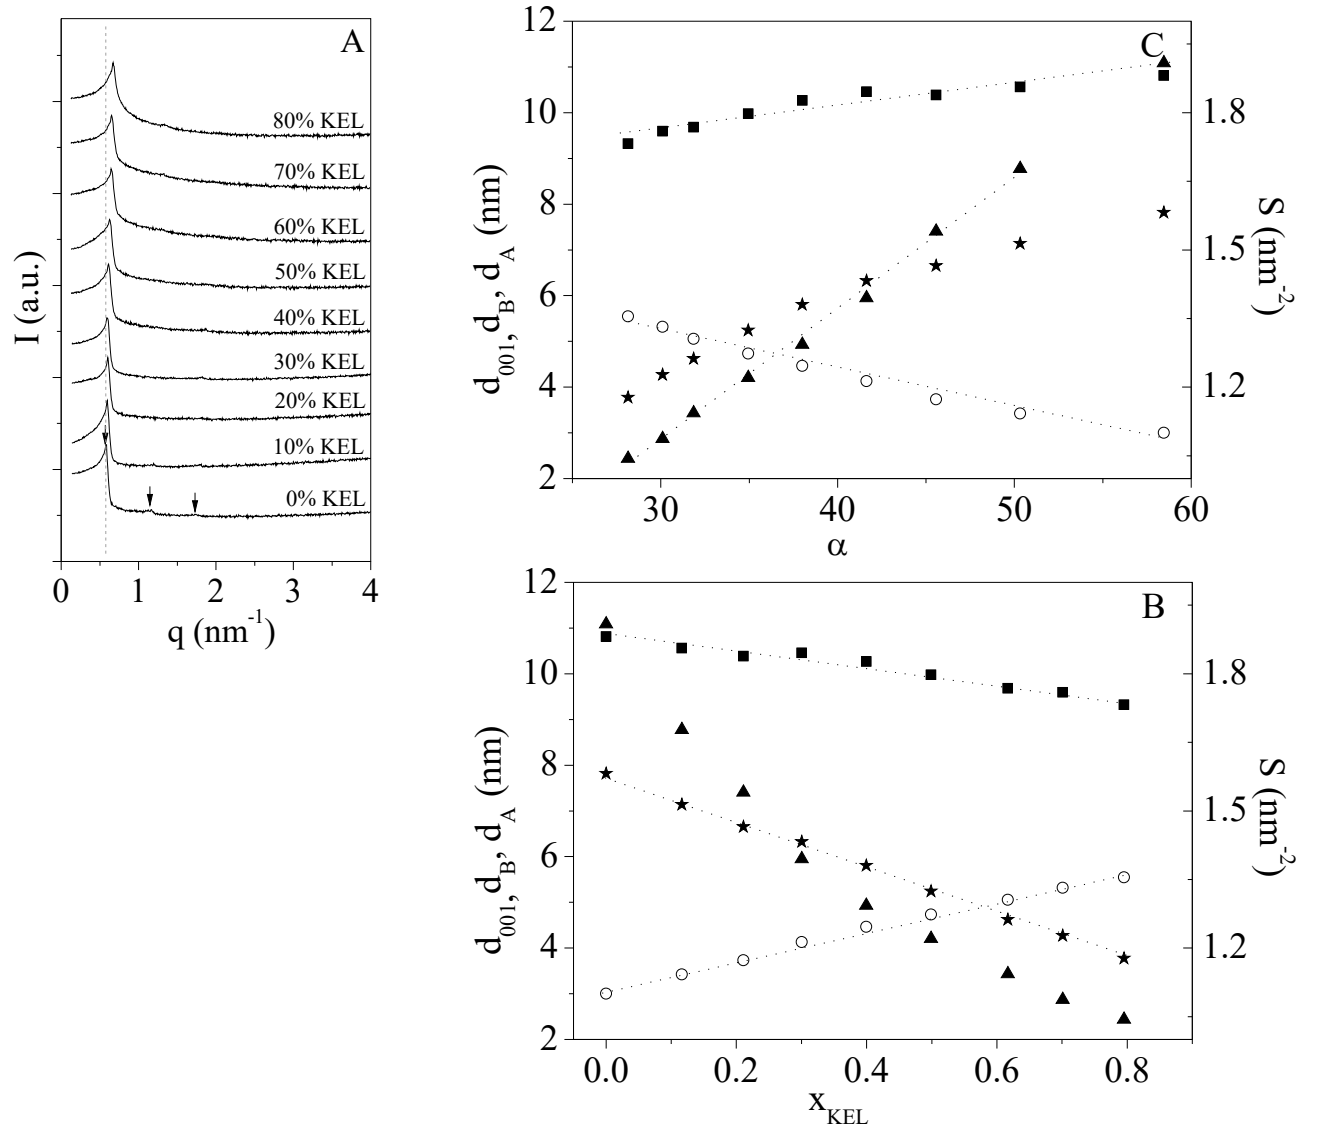 A
80% KEL
70% KEL
60% KEL
50% KEL
40% KEL
30% KEL
20% KEL
10% KEL
0% KEL
I (a.u.)
0 1 2 3 4
q (nm⁻¹)
C
12
10
8
6
4
2
d₀₀₁, d_B, d_A (nm)
1.8
1.5
1.2
S (nm⁻²)
30 40 50 60
α
B
12
10
8
6
4
2
d₀₀₁, d_B, d_A (nm)
1.8
1.5
1.2
S (nm⁻²)
0.0 0.2 0.4 0.6 0.8
x_KEL